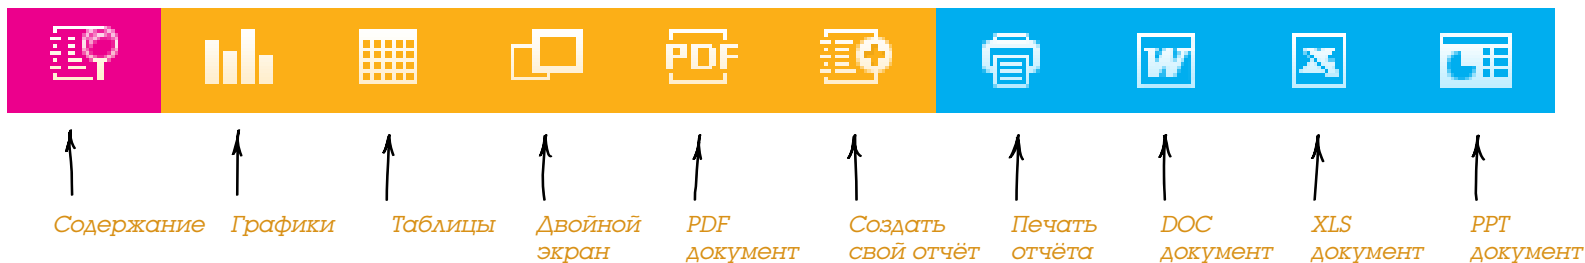 PDF W X
Содержание Графики Таблицы Двойной PDF Создать Печать DOC XLS PPT
экран документ свой отчёт отчёта документ документ документ